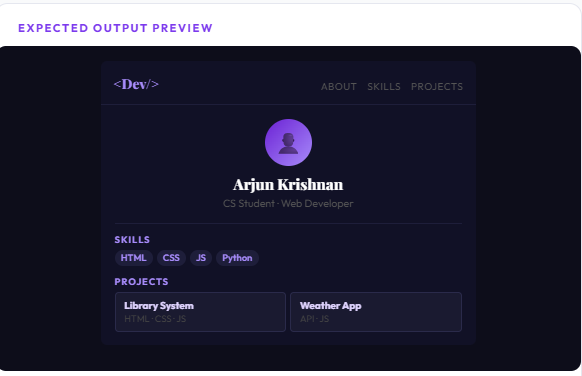 EXPECTED OUTPUT PREVIEW
<Dev/> ABOUT SKILLS PROJECTS
Arjun Krishnan
CS Student · Web Developer
SKILLS
HTML CSS JS Python
PROJECTS
Library System Weather App
HTML·CSS·JS API·JS